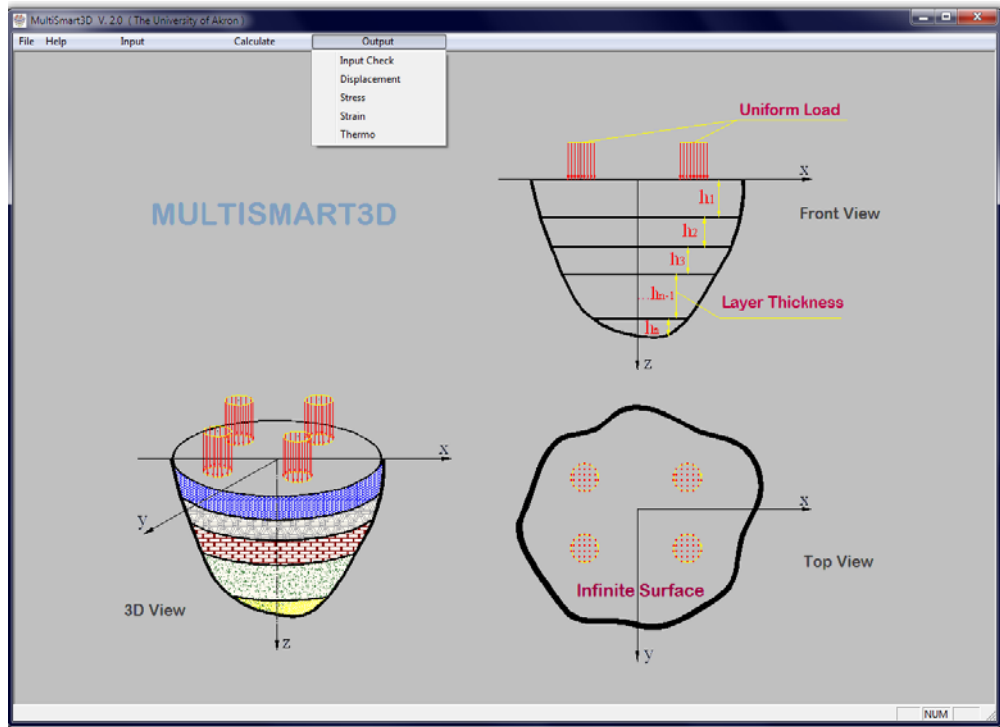 MultiSmart3D V. 2.0 ( The University of Akron )
File Help Input Calculate Output
Input Check
Displacement
Stress
Strain
Thermo
MULTISMART3D
Uniform Load
x
h1
Front View
h2
h3
...hn-1
Layer Thickness
hn
z
x
y
3D View
z
x
Top View
Infinite Surface
y
NUM